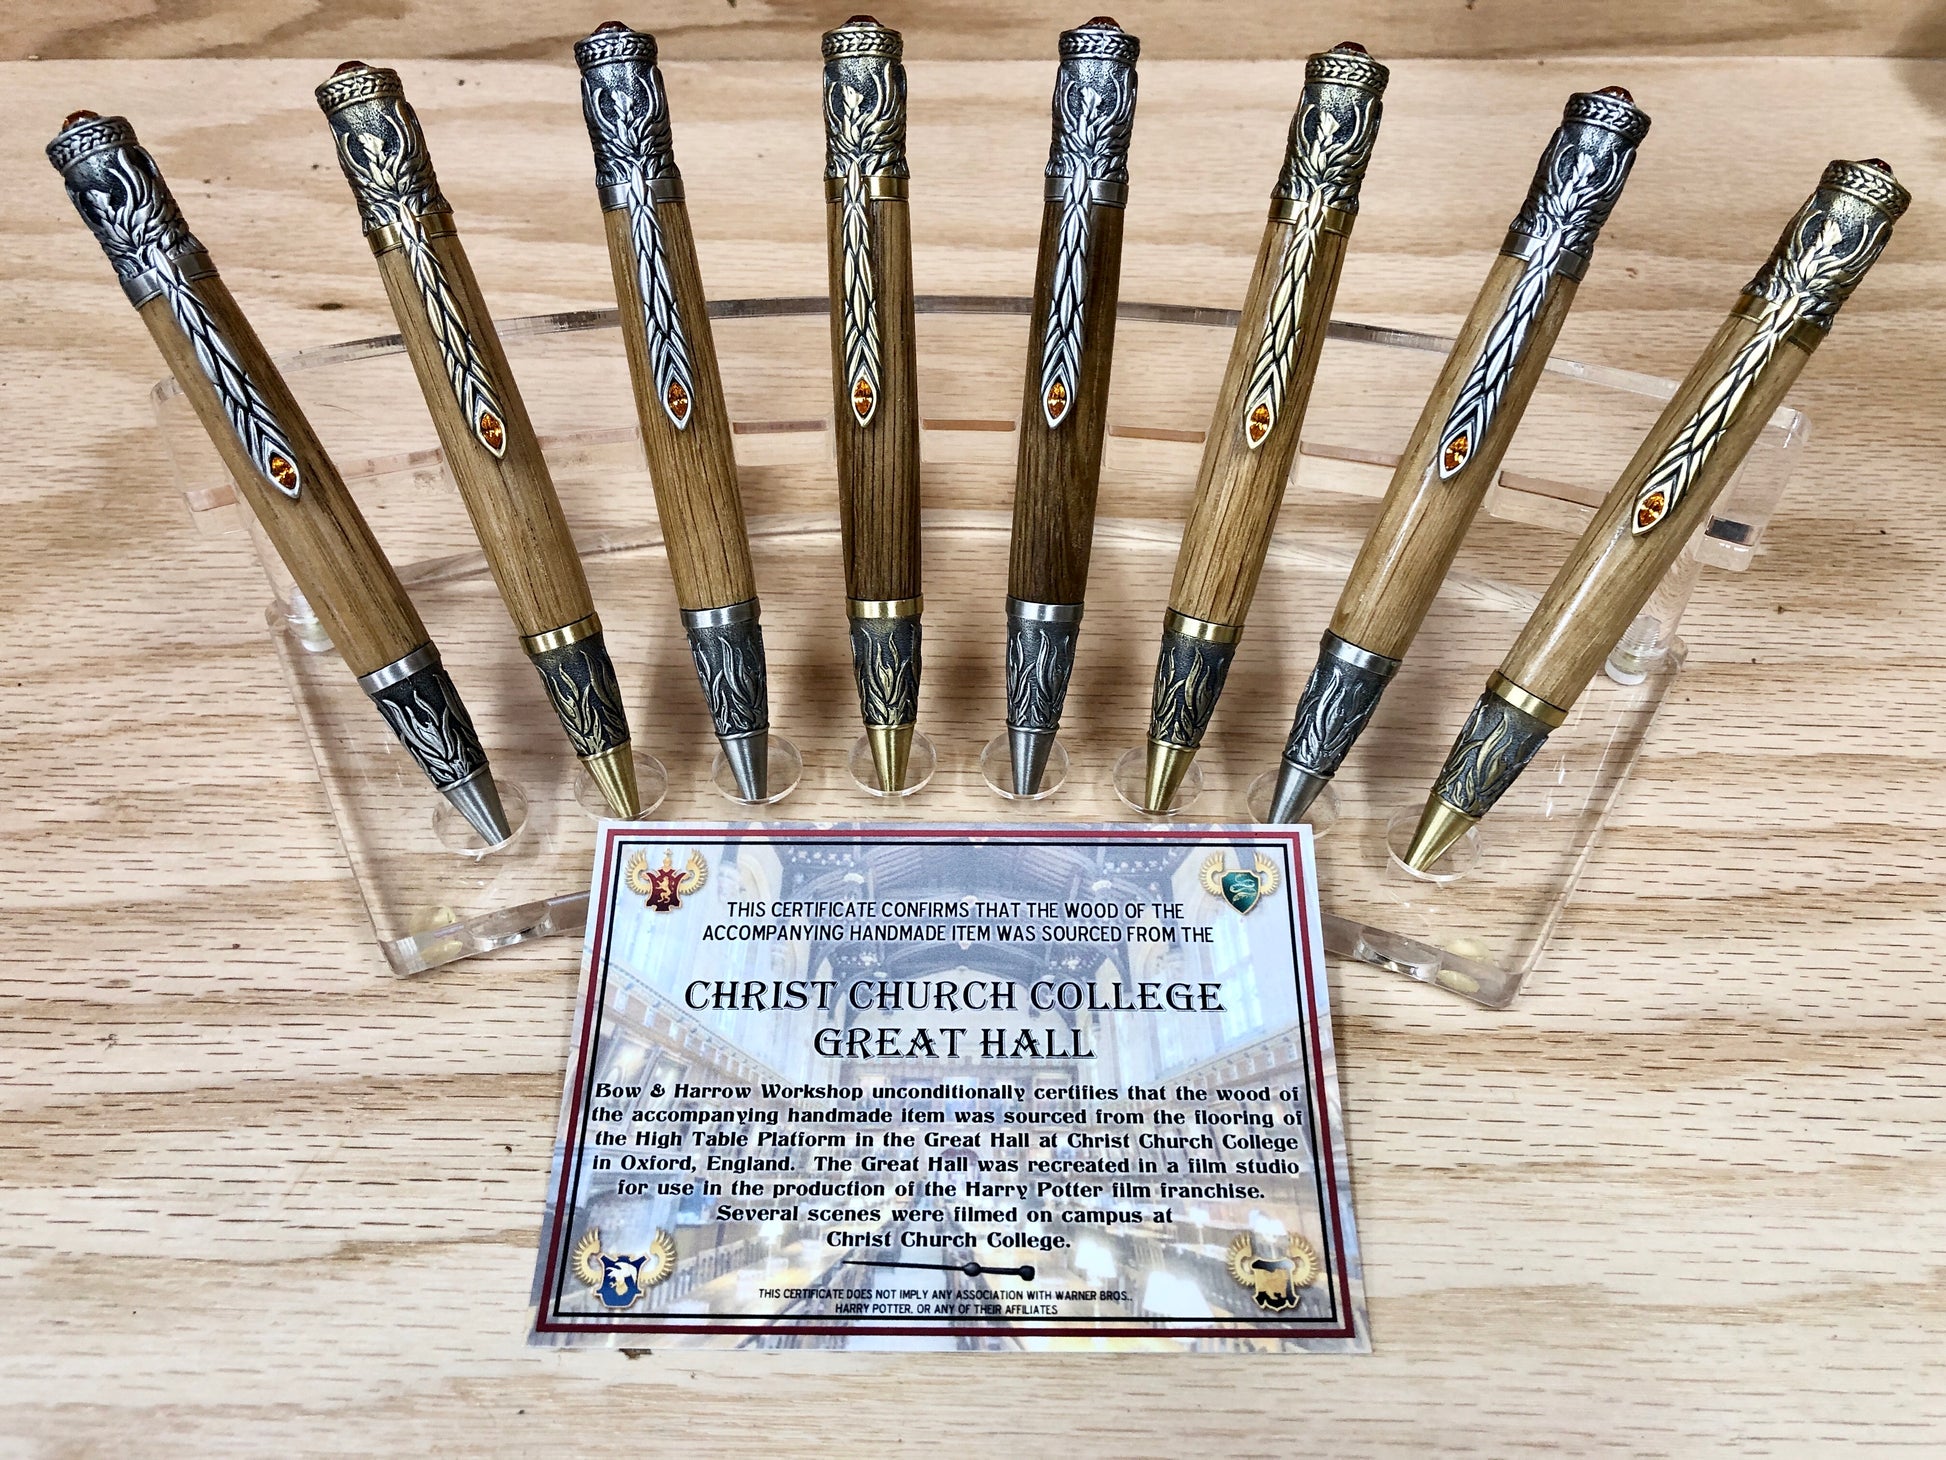 THIS CERTIFICATE CONFIRMS THAT THE WOOD OF THE
ACCOMPANYING HANDMADE ITEM WAS SOURCED FROM THE
CHRIST CHURCH COLLEGE
GREAT HALL
Bow & Harrow Workshop unconditionally certifies that the wood of
the accompanying handmade item was sourced from the flooring of
the High Table Platform in the Great Hall at Christ Church College
in Oxford, England. The Great Hall was recreated in a film studio
for use in the production of the Harry Potter film franchise.
Several scenes were filmed on campus at
Christ Church College.
THIS CERTIFICATE DOES NOT IMPLY ANY ASSOCIATION WITH WARNER BROS.,
HARRY POTTER, OR ANY OF THEIR AFFILIATES